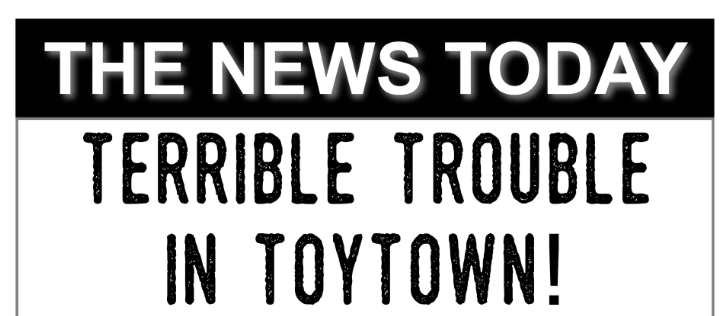 THE NEWS TODAY
TERRIBLE TROUBLE
IN TOYTOWN!